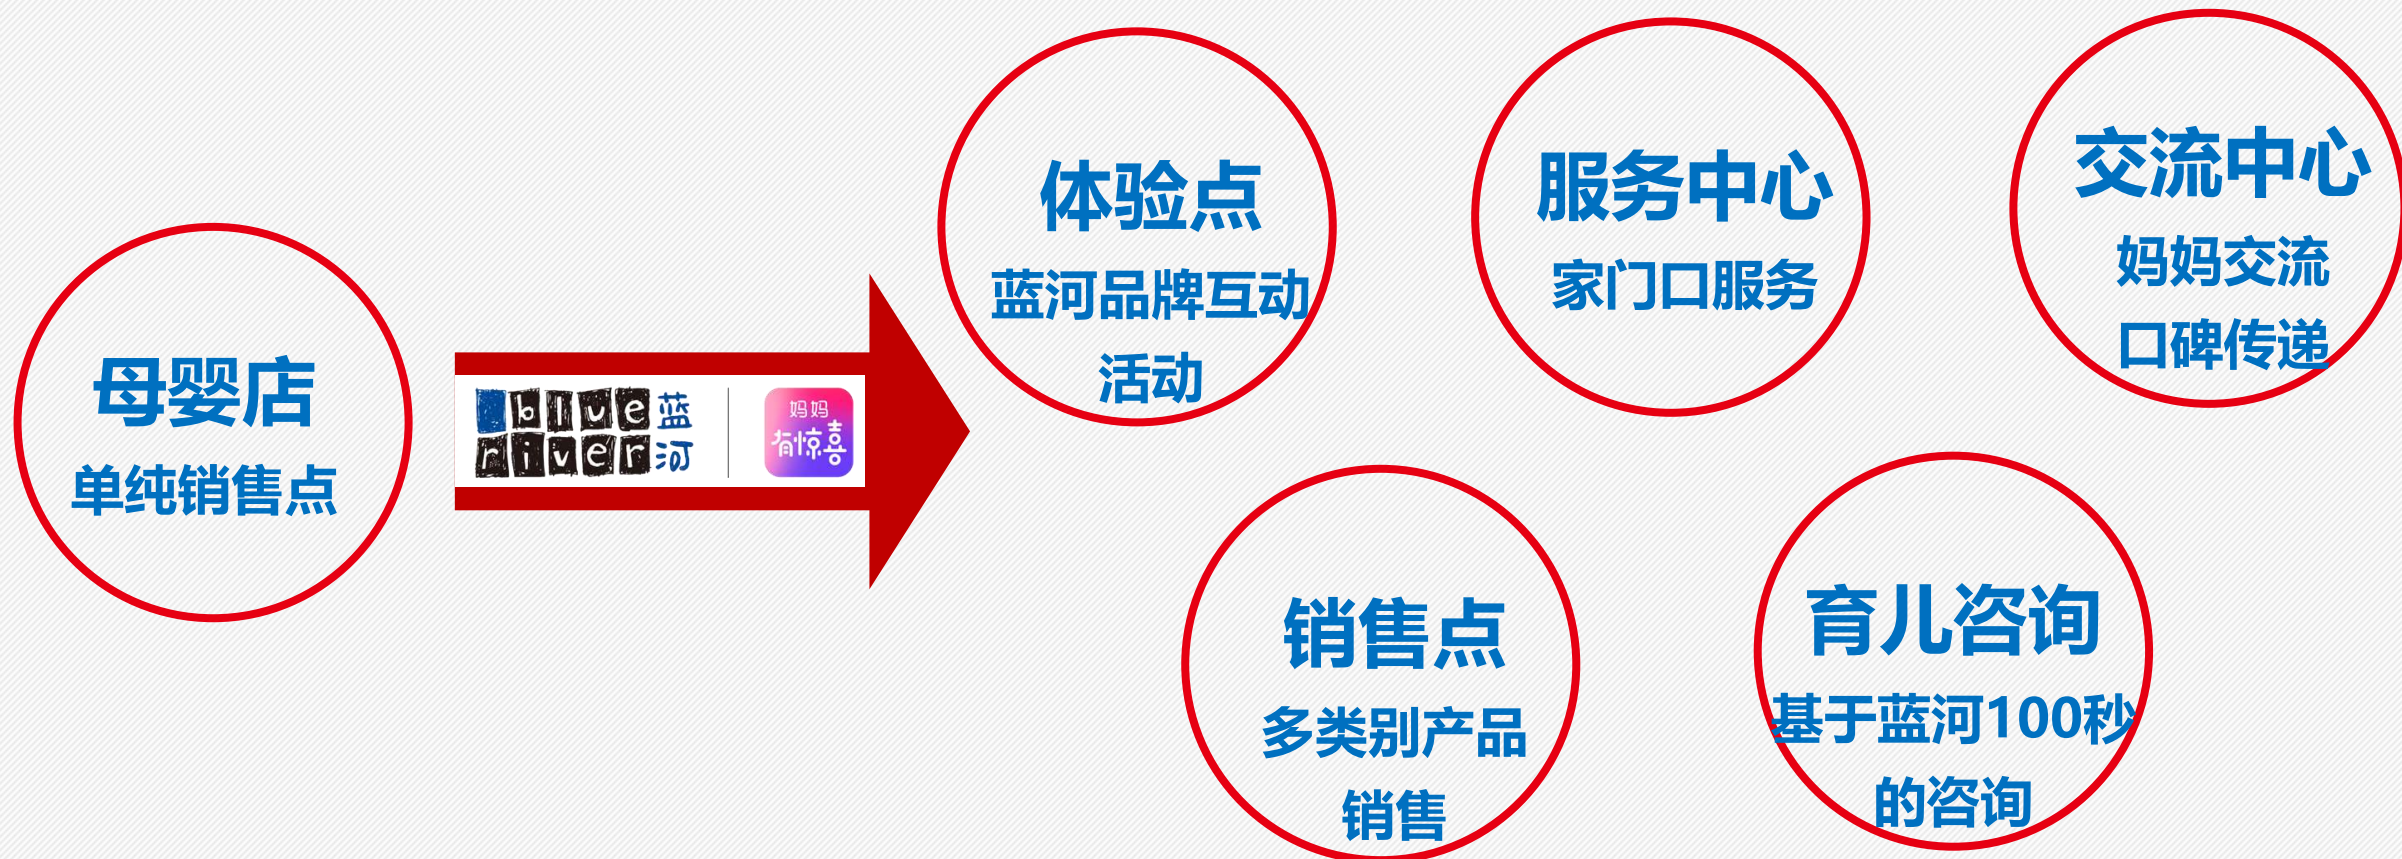 母婴店
单纯销售点
blue
river
蓝
河
妈妈
有惊喜
体验点
蓝河品牌互动
活动
服务中心
家门口服务
交流中心
妈妈交流
口碑传递
销售点
多类别产品
销售
育儿咨询
基于蓝河100秒
的咨询